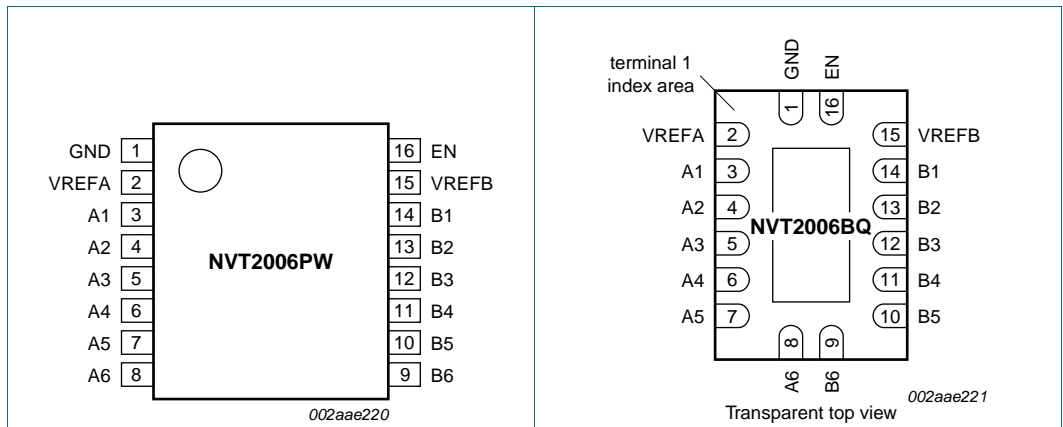 GND 1
VREFA 2
A1 3
A2 4
A3 5
A4 6
A5 7
A6 8
NVT2006PW
16 EN
15 VREFB
14 B1
13 B2
12 B3
11 B4
10 B5
9 B6
002aae220
terminal 1
index area
GND
EN
1
16
VREFA 2
A1 3
A2 4
A3 5
A4 6
A5 7
NVT2006BQ
15 VREFB
14 B1
13 B2
12 B3
11 B4
10 B5
8
9
A6
B6
002aae221
Transparent top view